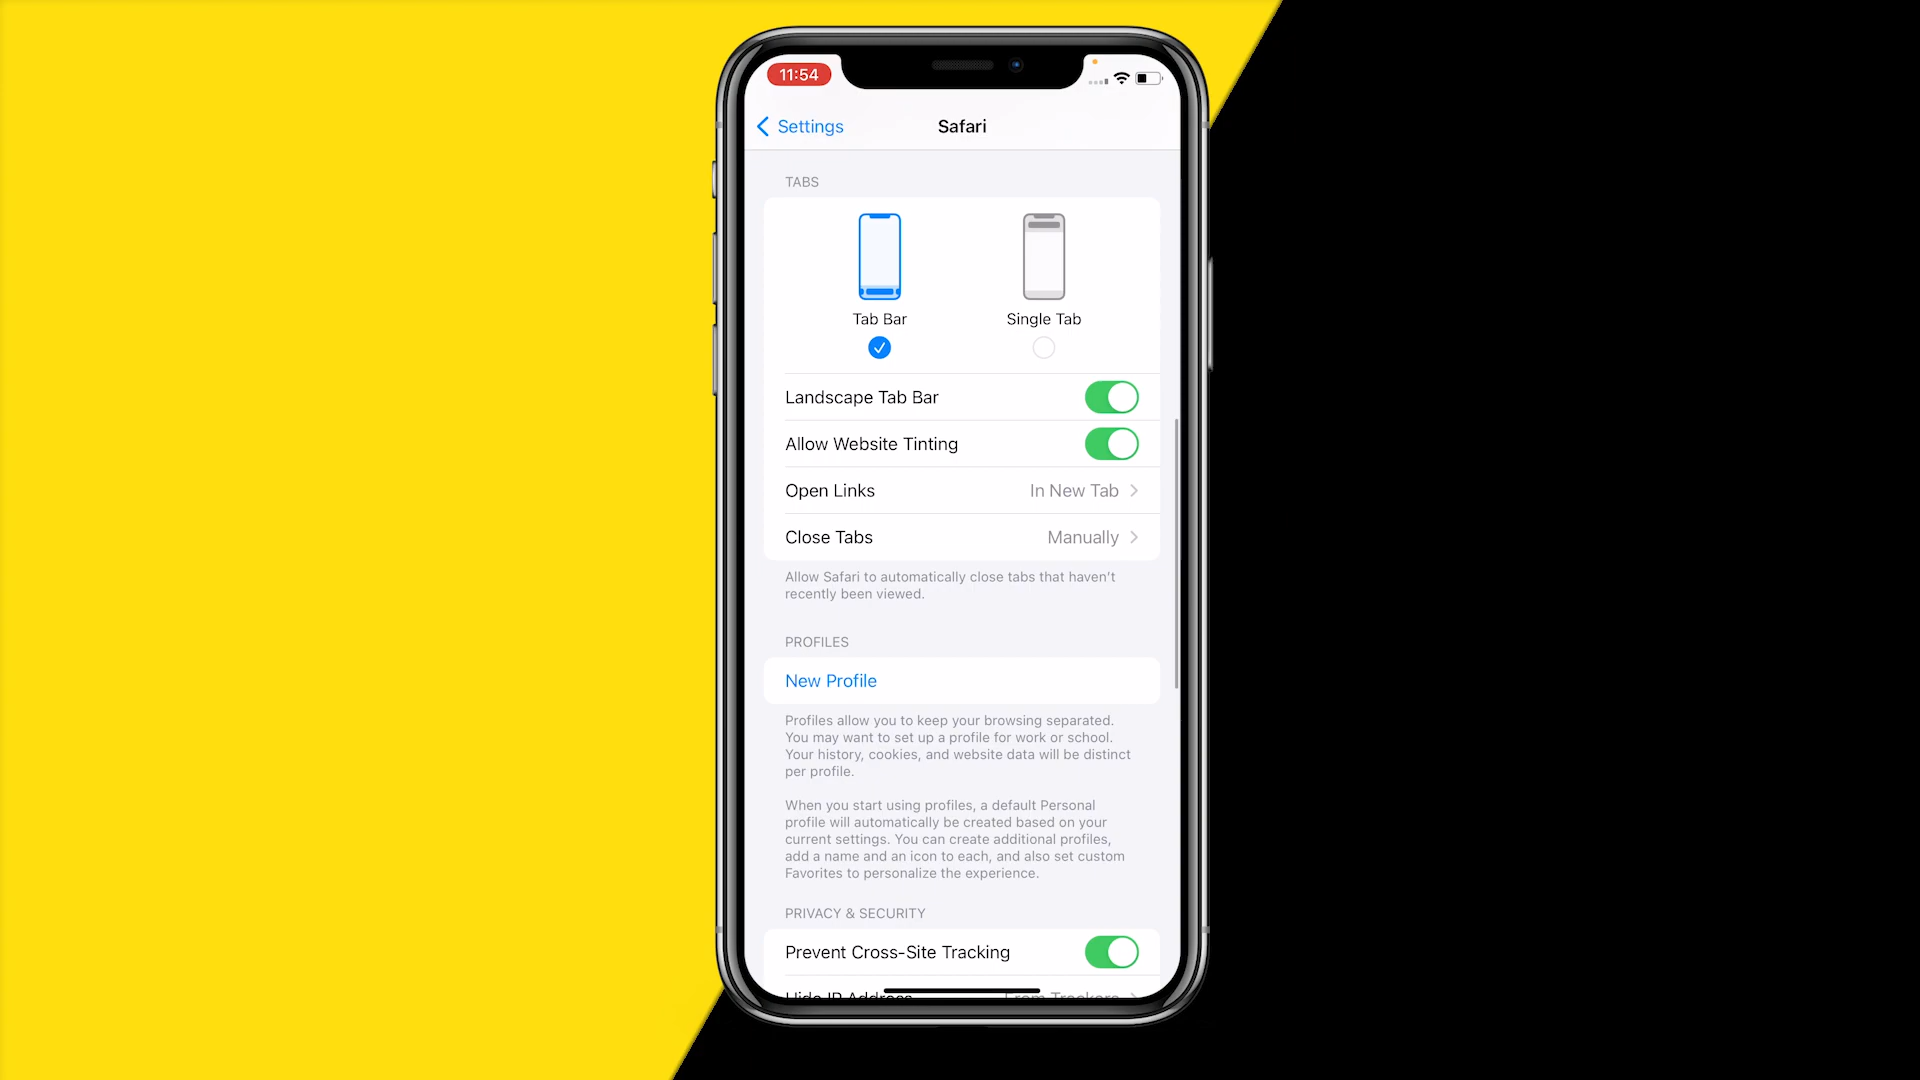 11:54
Settings
Safari
TABS
Tab Bar
Single Tab
Landscape Tab Bar
Allow Website Tinting
Open Links
In New Tab
Close Tabs
Manually
Allow Safari to automatically close tabs that haven't
recently been viewed.
PROFILES
New Profile
Profiles allow you to keep your browsing separated.
You may want to set up a profile for work or school.
Your history, cookies, and website data will be distinct
per profile.
When you start using profiles, a default Personal
profile will automatically be created based on your
current settings. You can create additional profiles,
add a name and an icon to each, and also set custom
Favorites to personalize the experience.
PRIVACY & SECURITY
Prevent Cross-Site Tracking
Hide IP Address
From Trackers